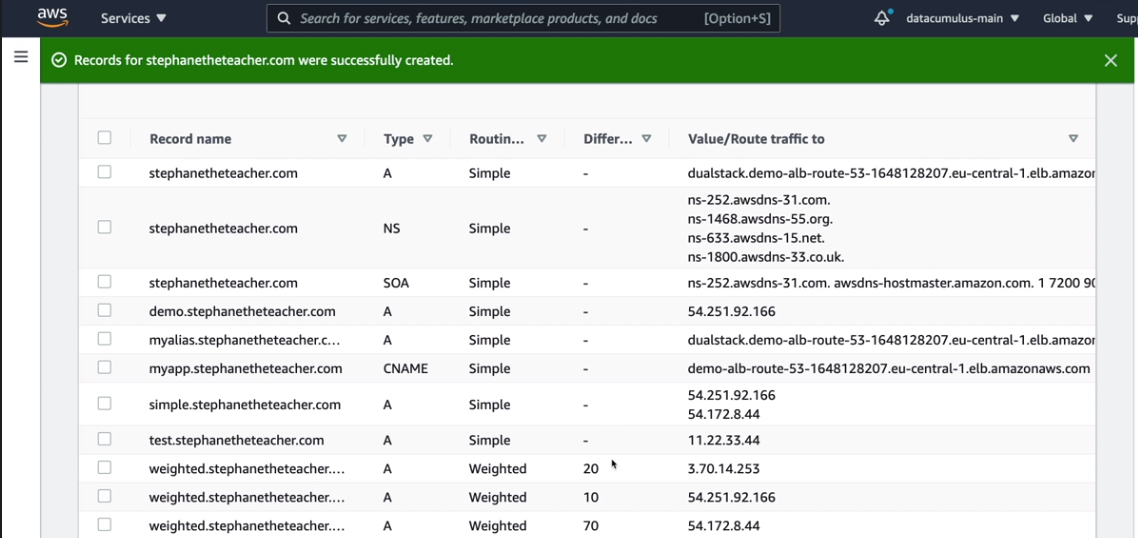 aws Services ▼ Search for services, features, marketplace products, and docs [Option+S] datacumulus-main ▼ Global ▼ Sup
Records for stephanetheteacher.com were successfully created.
Record name Type Routin... Differ... Value/Route traffic to
stephanetheteacher.com A Simple - dualstack.demo-alb-route-53-1648128207.eu-central-1.elb.amazon
ns-252.awsdns-31.com.
ns-1468.awsdns-55.org.
stephanetheteacher.com NS Simple -
ns-633.awsdns-15.net.
ns-1800.awsdns-33.co.uk.
stephanetheteacher.com SOA Simple - ns-252.awsdns-31.com. awsdns-hostmaster.amazon.com. 1 7200 90
demo.stephanetheteacher.com A Simple - 54.251.92.166
myalias.stephanetheteacher.c... A Simple - dualstack.demo-alb-route-53-1648128207.eu-central-1.elb.amazon
myapp.stephanetheteacher.com CNAME Simple - demo-alb-route-53-1648128207.eu-central-1.elb.amazonaws.com
54.251.92.166
simple.stephanetheteacher.com A Simple -
54.172.8.44
test.stephanetheteacher.com A Simple - 11.22.33.44
weighted.stephanetheteacher.... A Weighted 20 3.70.14.253
weighted.stephanetheteacher.... A Weighted 10 54.251.92.166
weighted.stephanetheteacher.... A Weighted 70 54.172.8.44